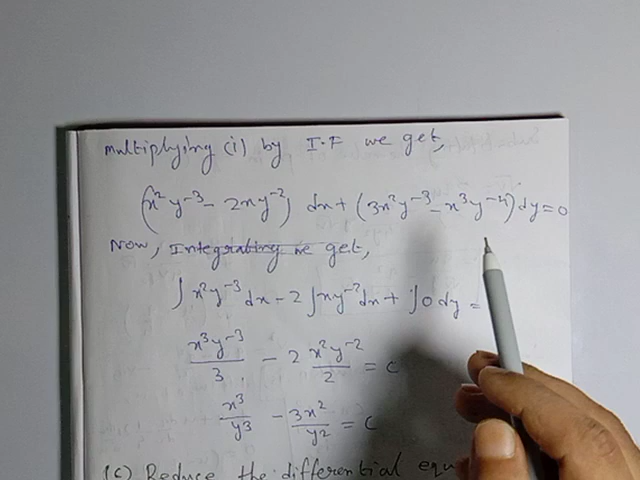 multiplying (i) by I.F we get,
(x²y⁻³ - 2xy⁻²) dx + (3x²y⁻³ - x³y⁻⁴) dy = 0
Now, Integrating we get,
∫ x²y⁻³ dx - 2 ∫ xy⁻² dx + ∫ 0 dy =
x³y⁻³/3 - 2 x²y⁻²/2 = c
x³/y³ - 3x²/y² = c
(c) Reduce the differential equ